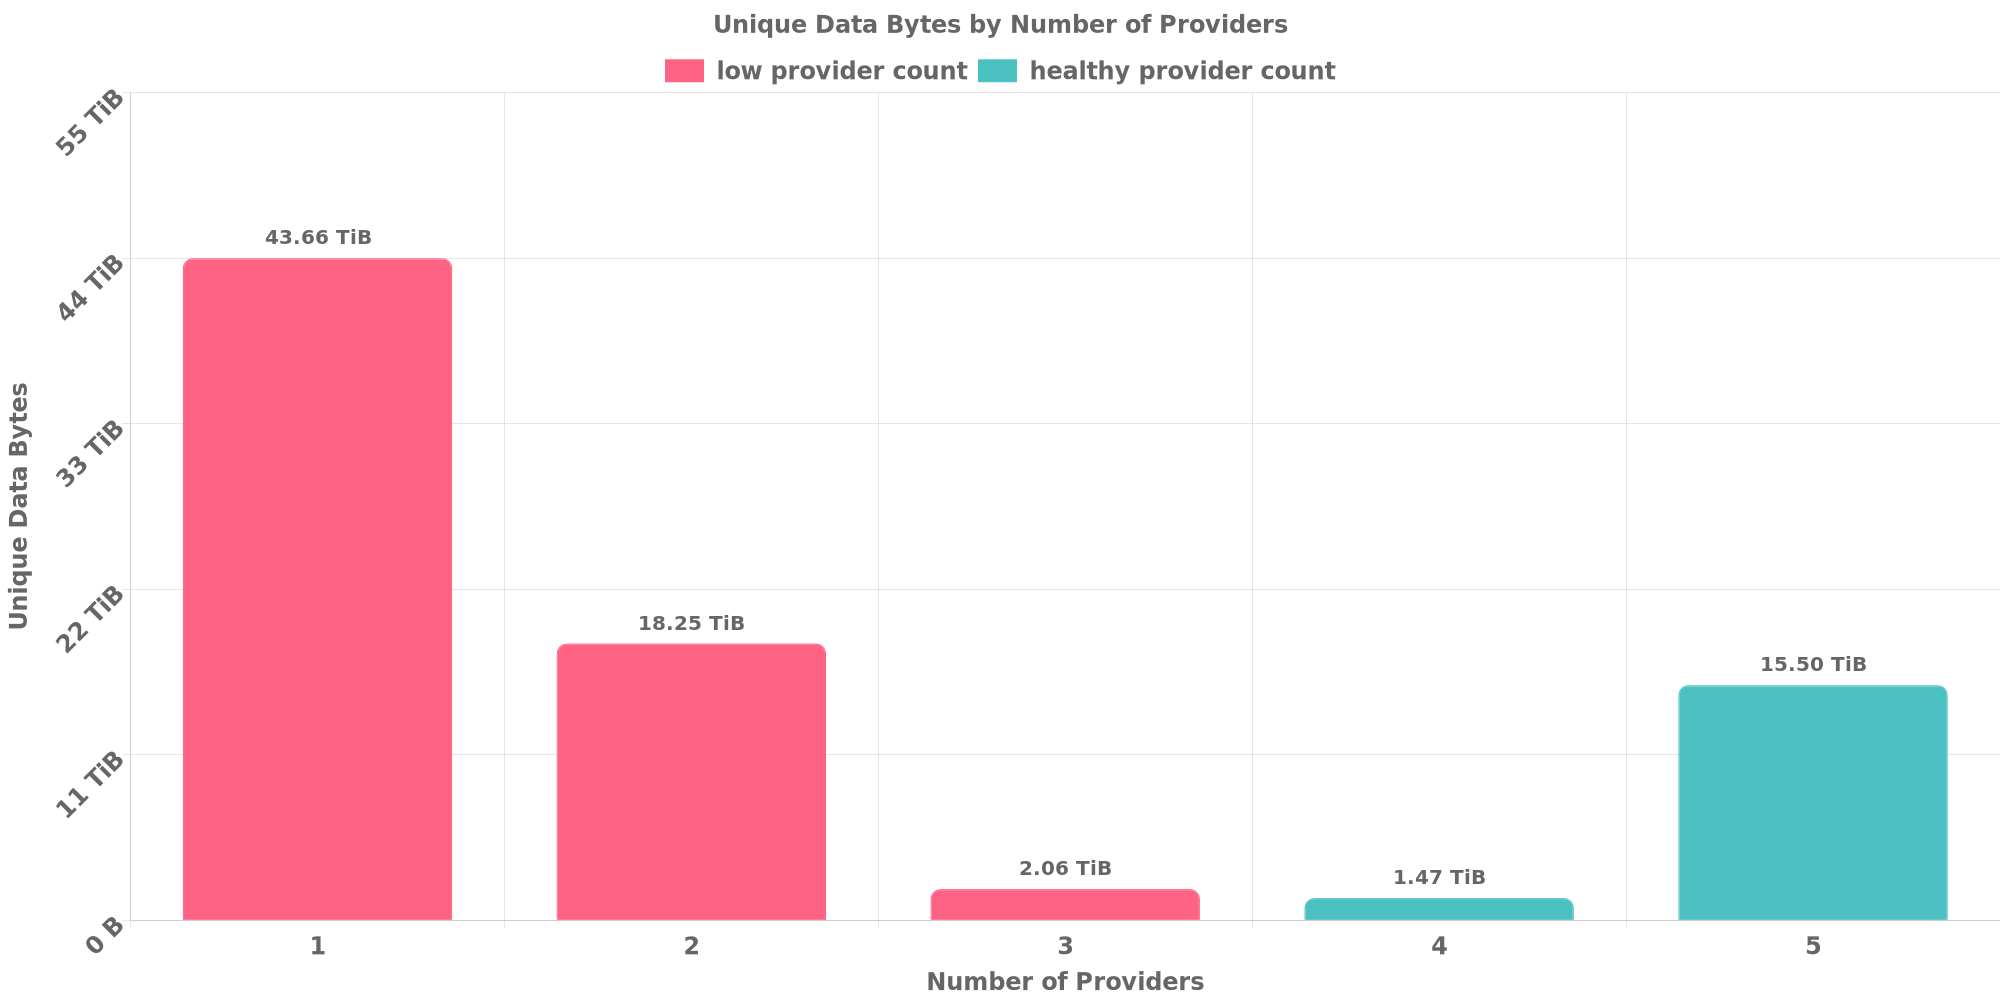 Unique Data Bytes by Number of Providers
low provider count healthy provider count
55 TiB
44 TiB
33 TiB
22 TiB
11 TiB
0 B
Unique Data Bytes
43.66 TiB
18.25 TiB
2.06 TiB
1.47 TiB
15.50 TiB
1 2 3 4 5
Number of Providers